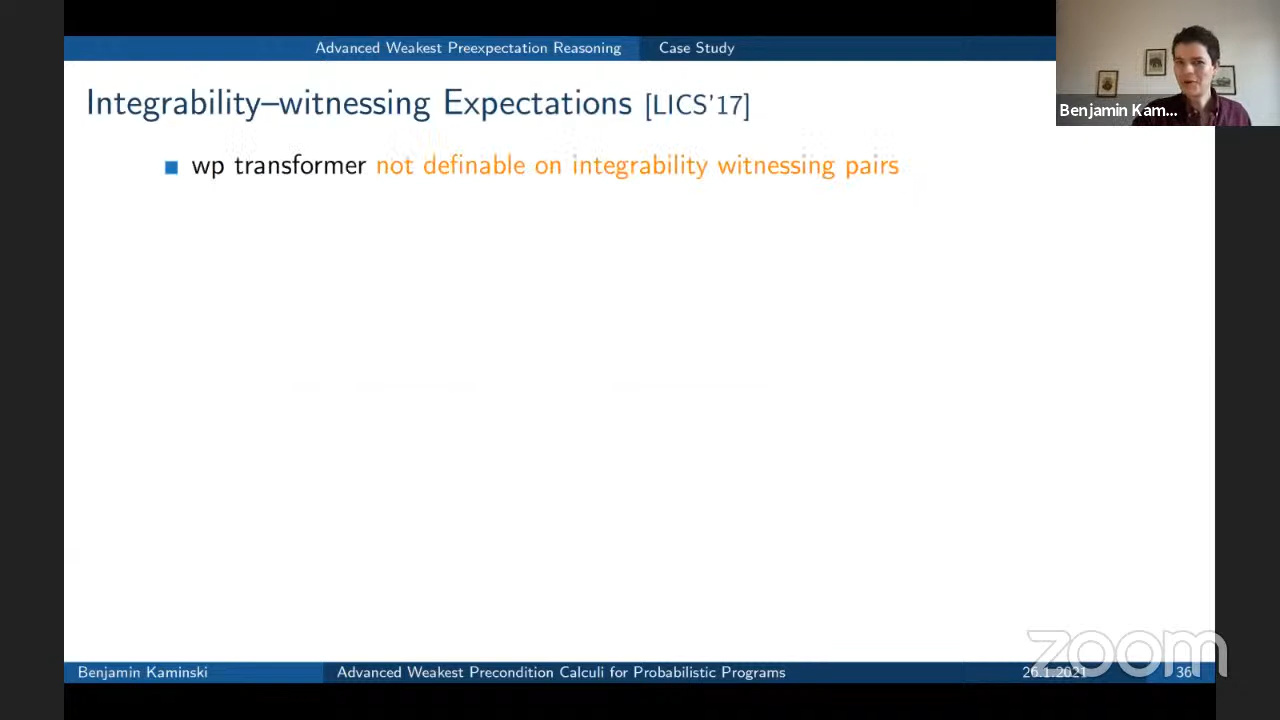 Advanced Weakest Preexpectation Reasoning Case Study
Integrability–witnessing Expectations [LICS'17]
Benjamin Kam...
wp transformer not definable on integrability witnessing pairs
zoom
Benjamin Kaminski Advanced Weakest Precondition Calculi for Probabilistic Programs 26.1.2021 36